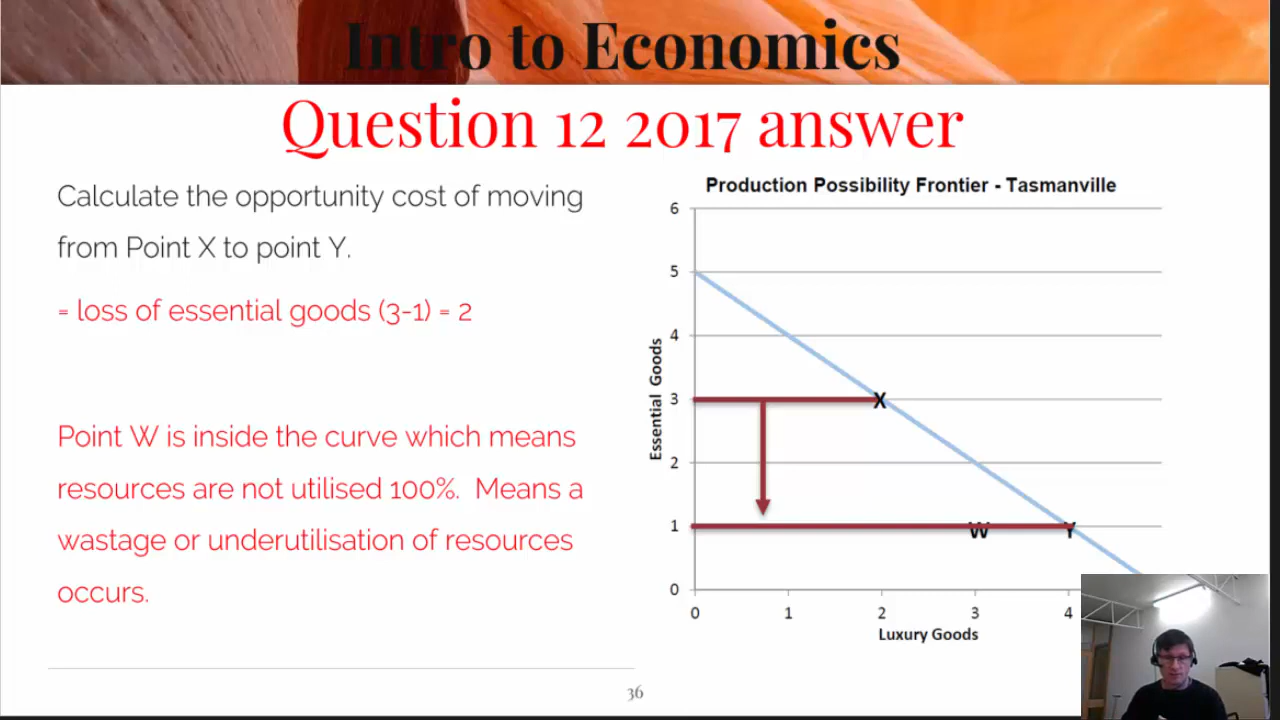 Intro to Economics
Question 12 2017 answer
Calculate the opportunity cost of moving
from Point X to point Y.
= loss of essential goods (3-1) = 2
Point W is inside the curve which means
resources are not utilised 100%.  Means a
wastage or underutilisation of resources
occurs.
Production Possibility Frontier - Tasmanville
6
5
4
3
2
1
0
Essential Goods
X
W
Y
0 1 2 3 4
Luxury Goods
36